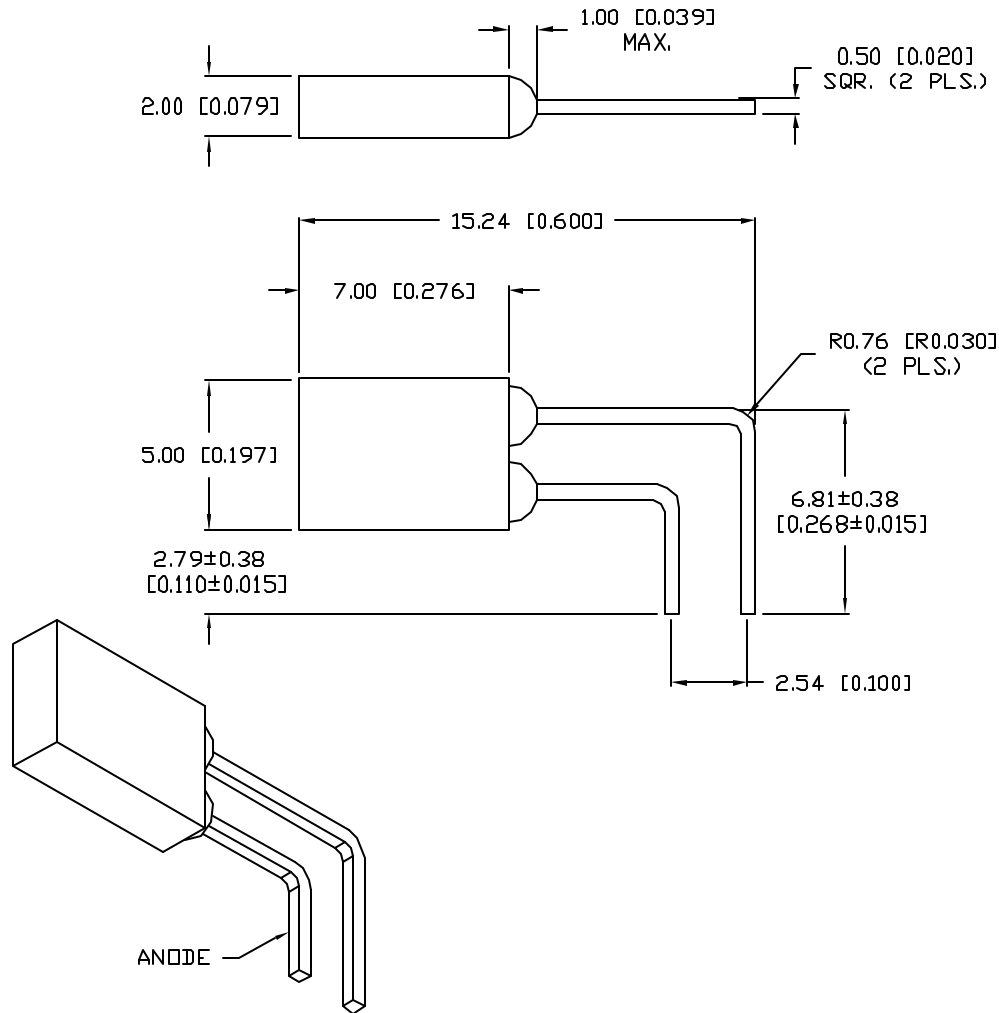 1.00 [0.039]
MAX.
0.50 [0.020]
SQR. (2 PLS.)
2.00 [0.079]
15.24 [0.600]
7.00 [0.276]
R0.76 [R0.030]
(2 PLS.)
5.00 [0.197]
6.81±0.38
[0.268±0.015]
2.79±0.38
[0.110±0.015]
2.54 [0.100]
ANODE